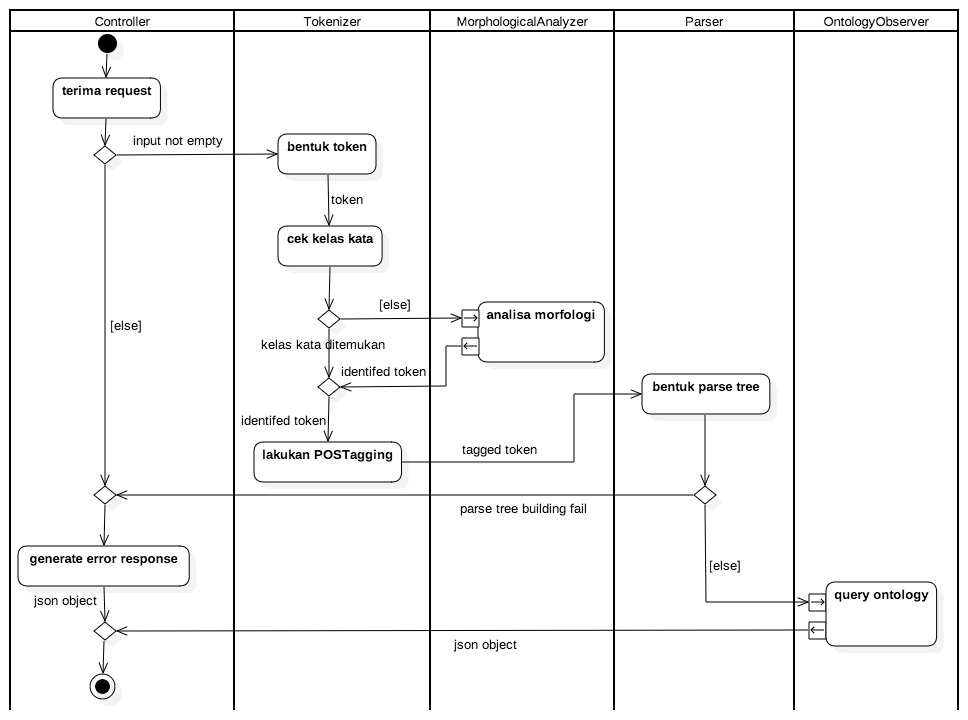 Controller
Tokenizer
MorphologicalAnalyzer
Parser
OntologyObserver
terima request
input not empty
bentuk token
token
cek kelas kata
[else]
analisa morfologi
[else]
kelas kata ditemukan
identifed token
bentuk parse tree
identifed token
lakukan POSTagging
tagged token
parse tree building fail
generate error response
[else]
json object
query ontology
json object